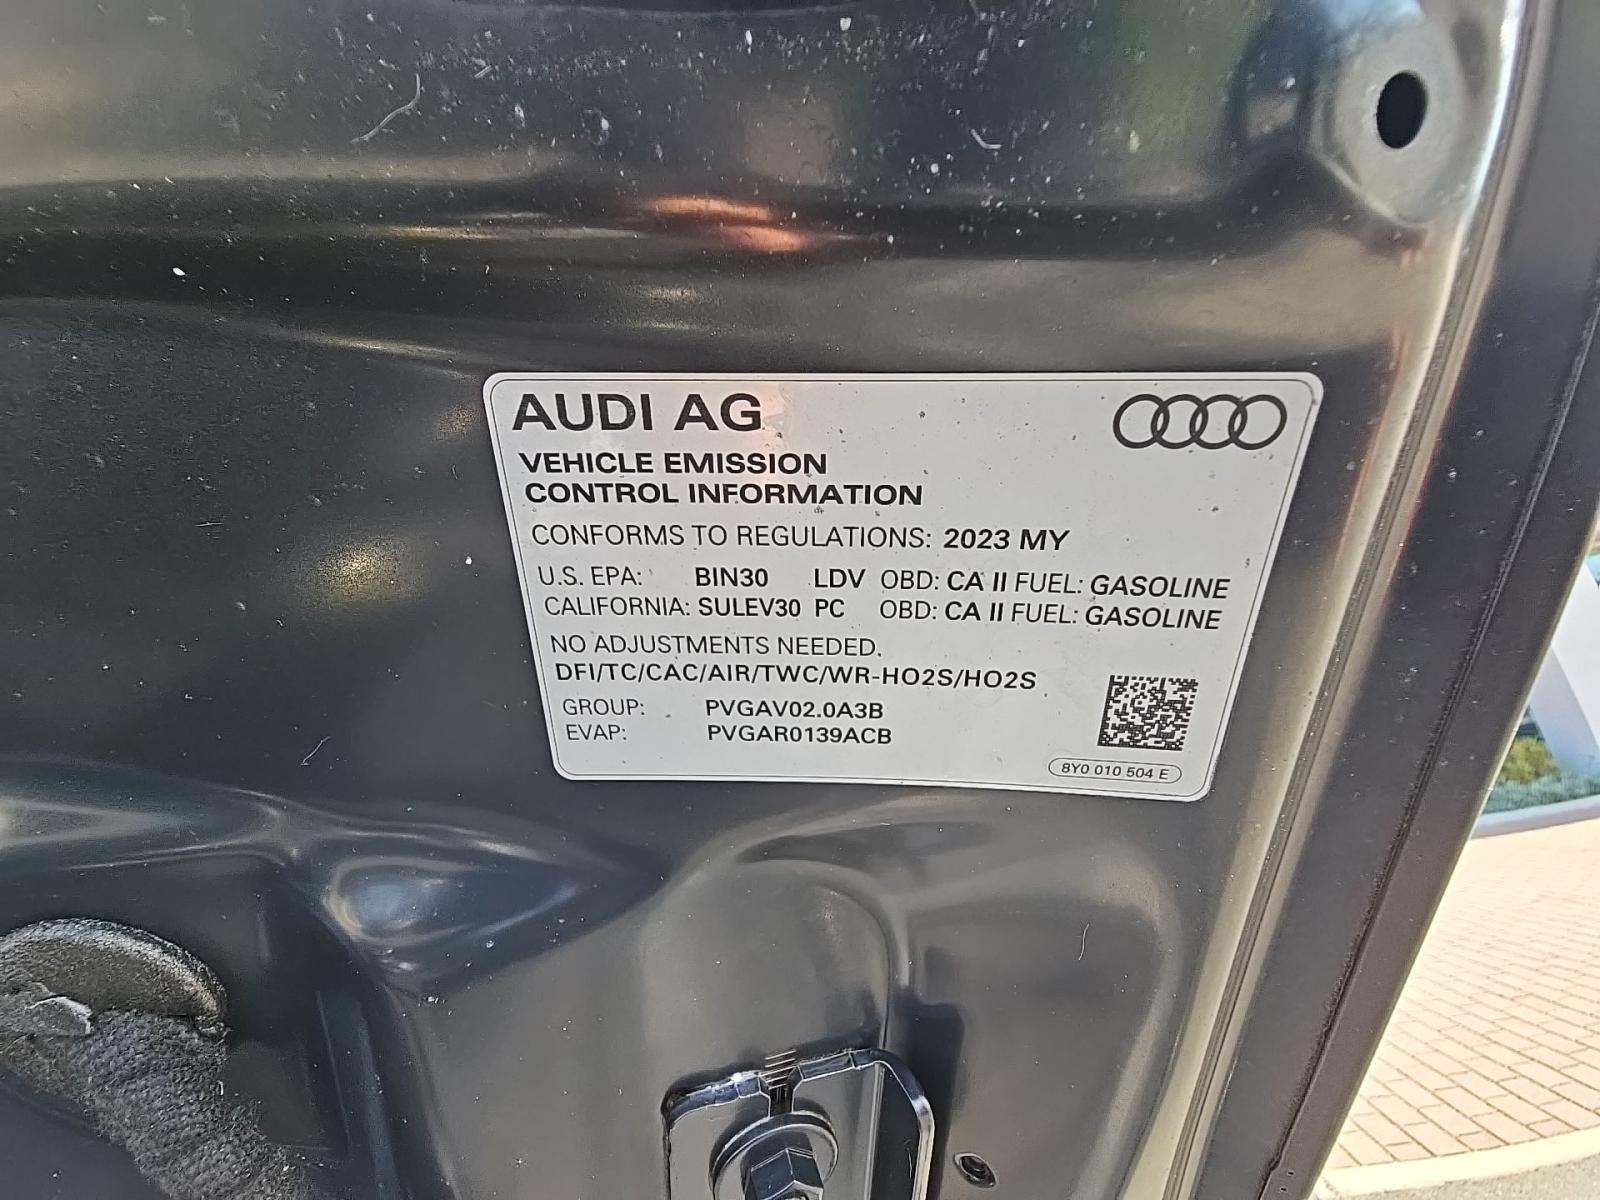 AUDI AG
VEHICLE EMISSION
CONTROL INFORMATION
CONFORMS TO REGULATIONS: 2023 MY
U.S. EPA: BIN30 LDV OBD: CA II FUEL: GASOLINE
CALIFORNIA: SULEV30 PC OBD: CA II FUEL: GASOLINE
NO ADJUSTMENTS NEEDED.
DFI/TC/CAC/AIR/TWC/WR-HO2S/HO2S
GROUP: PVGAV02.0A3B
EVAP: PVGAR0139ACB
8Y0 010 504 E